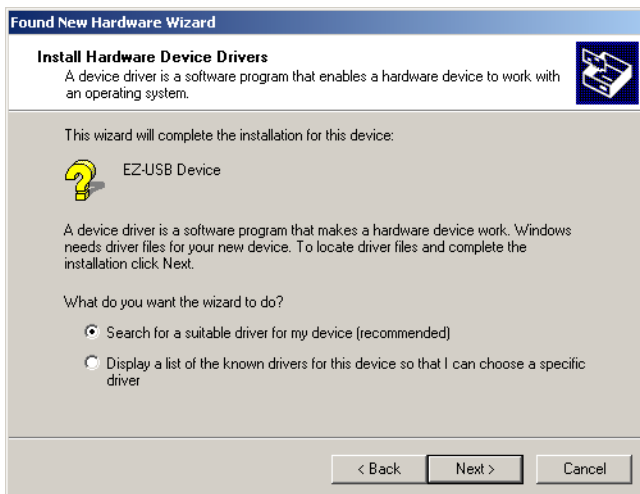 Found New Hardware Wizard
Install Hardware Device Drivers
A device driver is a software program that enables a hardware device to work with
an operating system.
This wizard will complete the installation for this device:
EZ-USB Device
A device driver is a software program that makes a hardware device work. Windows
needs driver files for your new device. To locate driver files and complete the
installation click Next.
What do you want the wizard to do?
Search for a suitable driver for my device (recommended)
Display a list of the known drivers for this device so that I can choose a specific
driver
< Back
Next >
Cancel